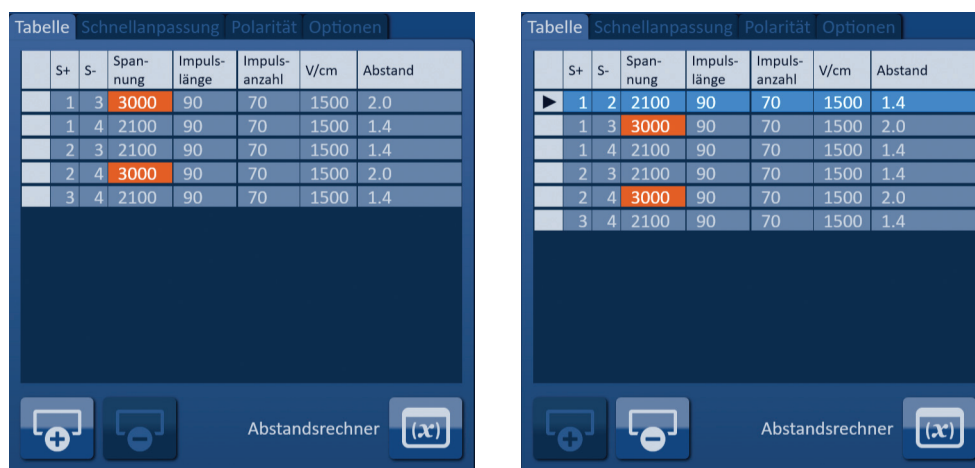 Tabelle Schnellanpassung Polarität Optionen
S+ S- Span-nung Impuls-länge Impuls-anzahl V/cm Abstand
1 3 3000 90 70 1500 2.0
1 4 2100 90 70 1500 1.4
2 3 2100 90 70 1500 1.4
2 4 3000 90 70 1500 2.0
3 4 2100 90 70 1500 1.4
Abstandsrechner (x)
Tabelle Schnellanpassung Polarität Optionen
S+ S- Span-nung Impuls-länge Impuls-anzahl V/cm Abstand
1 2 2100 90 70 1500 1.4
1 3 3000 90 70 1500 2.0
1 4 2100 90 70 1500 1.4
2 3 2100 90 70 1500 1.4
2 4 3000 90 70 1500 2.0
3 4 2100 90 70 1500 1.4
Abstandsrechner (x)